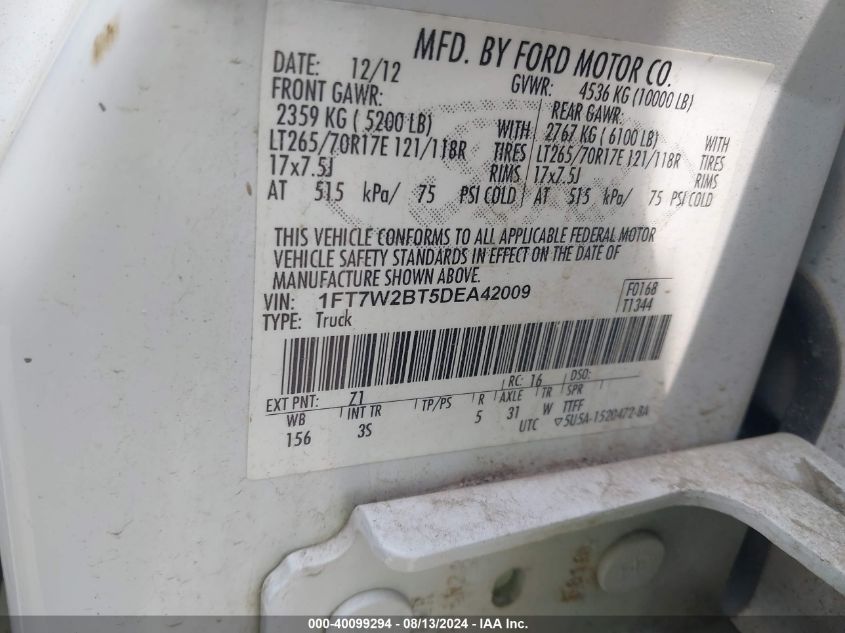 MFD. BY FORD MOTOR CO.
DATE: 12/12
GVWR: 4536 KG (10000 LB)
FRONT GAWR:
REAR GAWR:
2359 KG ( 5200 LB)
WITH
2767 KG ( 6100 LB)
WITH
LT265/70R17E 121/118R
TIRES
LT265/70R17E 121/118R
TIRES
17x7.5J
RIMS
17x7.5J
RIMS
AT 515 kPa/ 75 PSI COLD
AT 515 kPa/ 75 PSI COLD
THIS VEHICLE CONFORMS TO ALL APPLICABLE FEDERAL MOTOR
VEHICLE SAFETY STANDARDS IN EFFECT ON THE DATE OF
MANUFACTURE SHOWN ABOVE.
VIN: 1FT7W2BT5DEA42009
F0168
TYPE: Truck
T1344
EXT PNT: Z1
RC: 16
DSO:
WB
INT TR
TP/PS
R
AXLE
TR
SPR
156
3S
5
31
W
TTFF
UTC
5U5A-1520472-BA
000-40099294 - 08/13/2024 - IAA Inc.